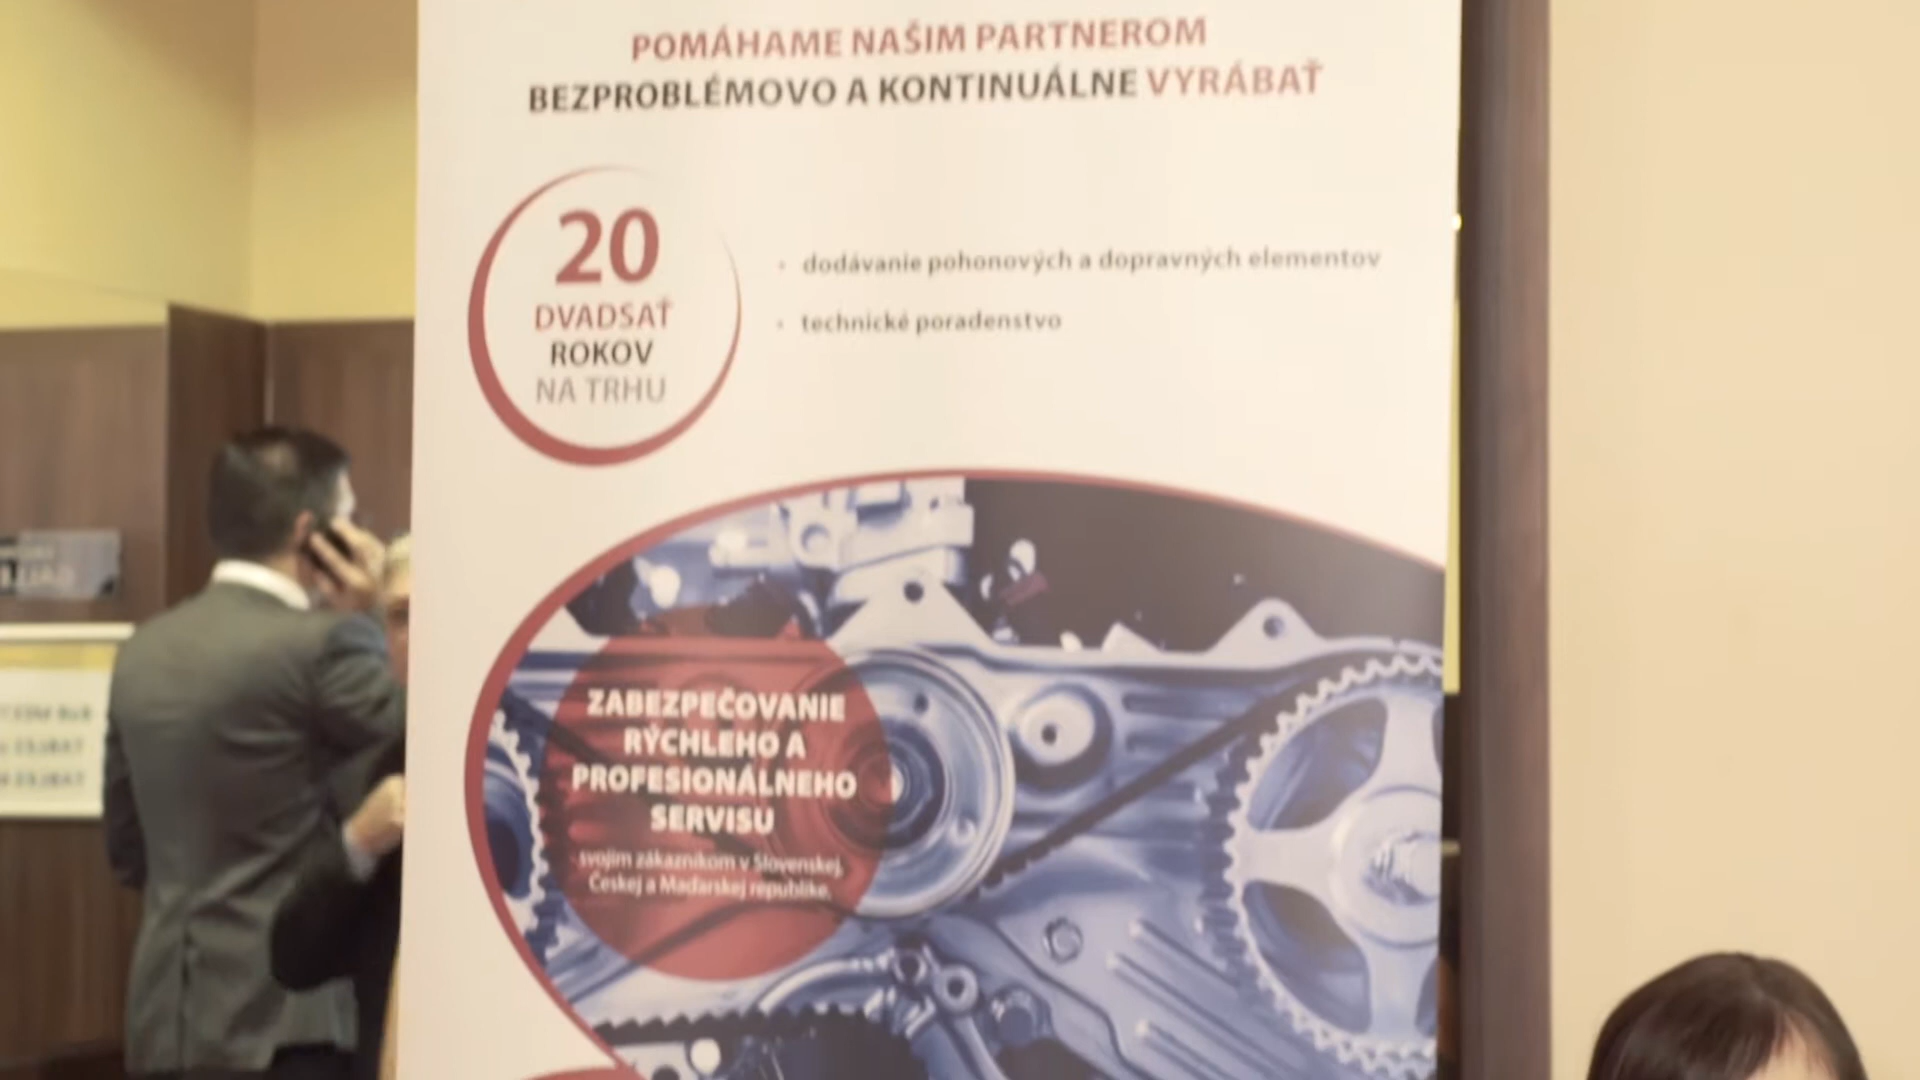 POMÁHAME NAŠIM PARTNEROM
BEZPROBLÉMOVO A KONTINUÁLNE VYRÁBAŤ
20
DVADSAŤ
ROKOV
NA TRHU
- dodávanie pohonových a dopravných elementov
- technické poradenstvo
ZABEZPEČOVANIE
RÝCHLEHO A
PROFESIONÁLNEHO
SERVISU
svojim zákazníkom v Slovenskej,
Českej a Maďarskej republike.